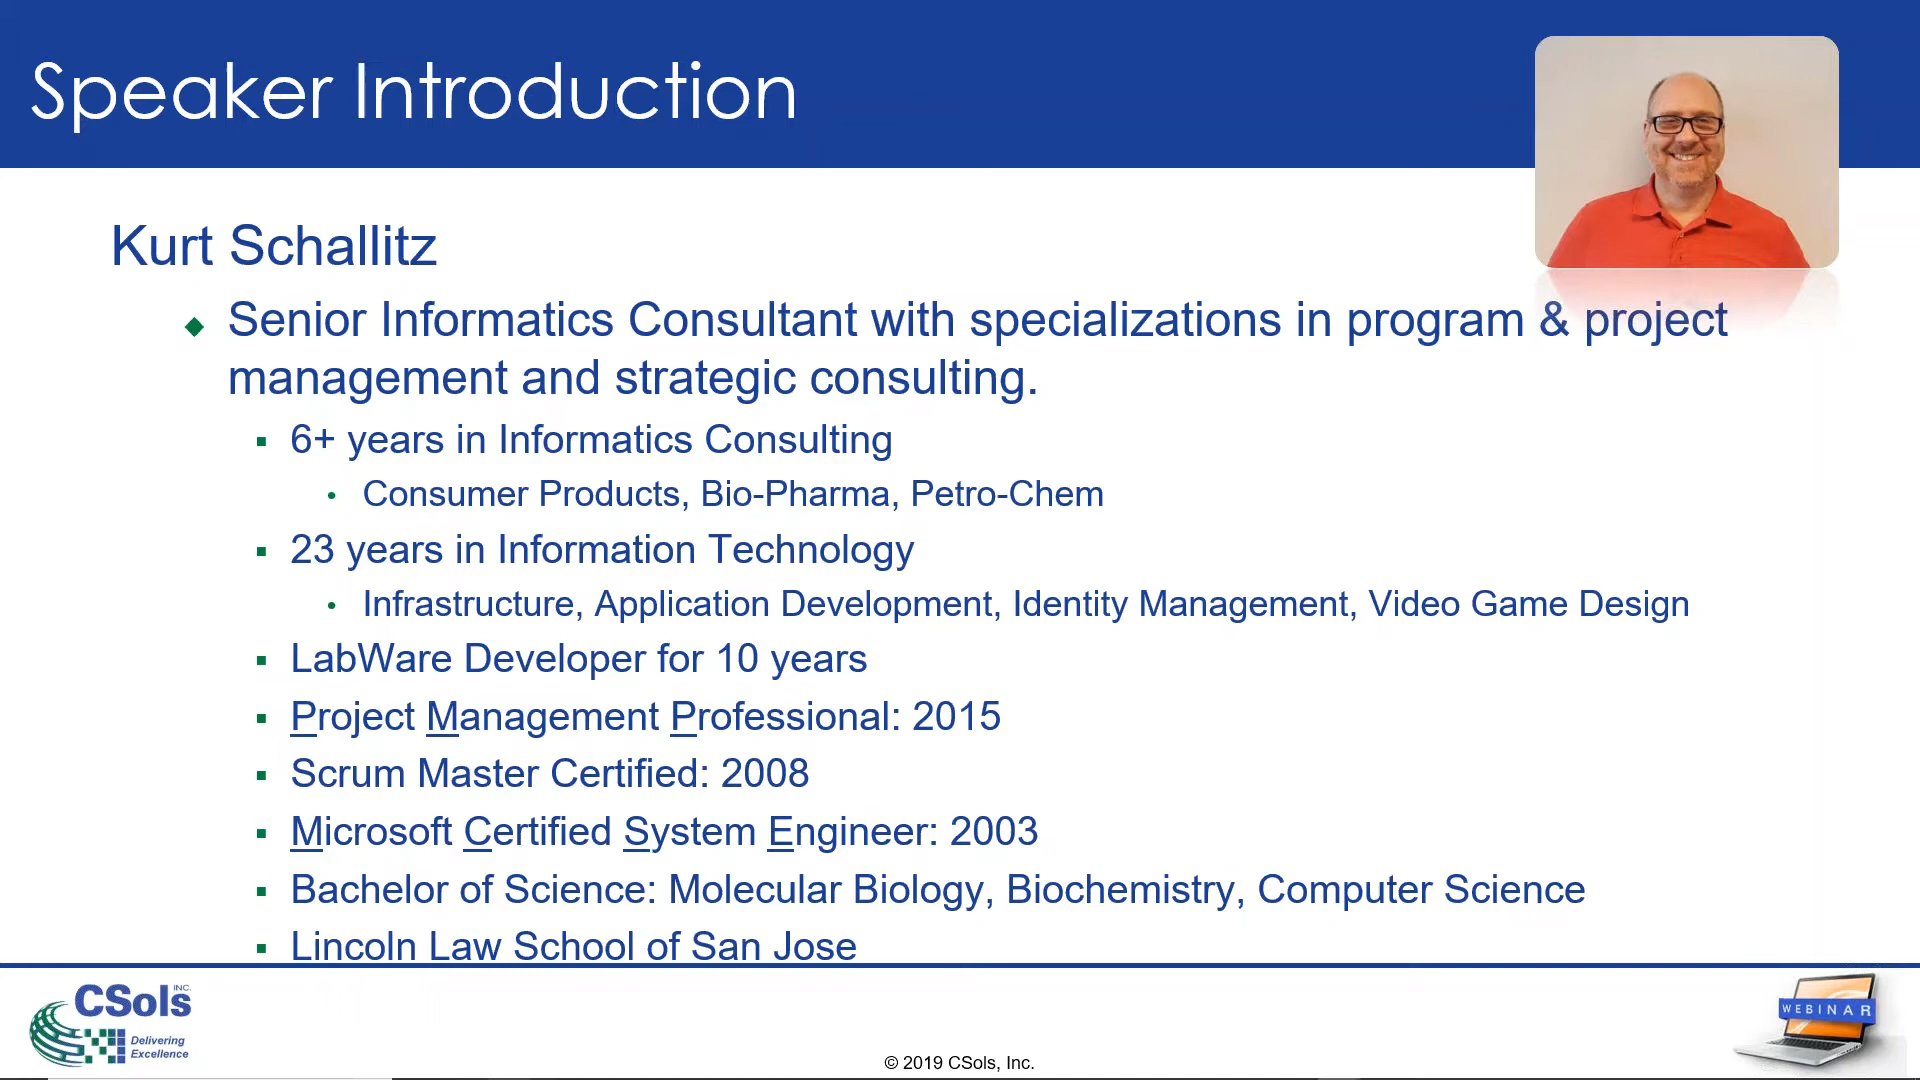 Speaker Introduction
Kurt Schallitz
Senior Informatics Consultant with specializations in program & project
management and strategic consulting.
6+ years in Informatics Consulting
Consumer Products, Bio-Pharma, Petro-Chem
23 years in Information Technology
Infrastructure, Application Development, Identity Management, Video Game Design
LabWare Developer for 10 years
Project Management Professional: 2015
Scrum Master Certified: 2008
Microsoft Certified System Engineer: 2003
Bachelor of Science: Molecular Biology, Biochemistry, Computer Science
Lincoln Law School of San Jose
CSols INC.
Delivering
Excellence
© 2019 CSols, Inc.
WEBINAR